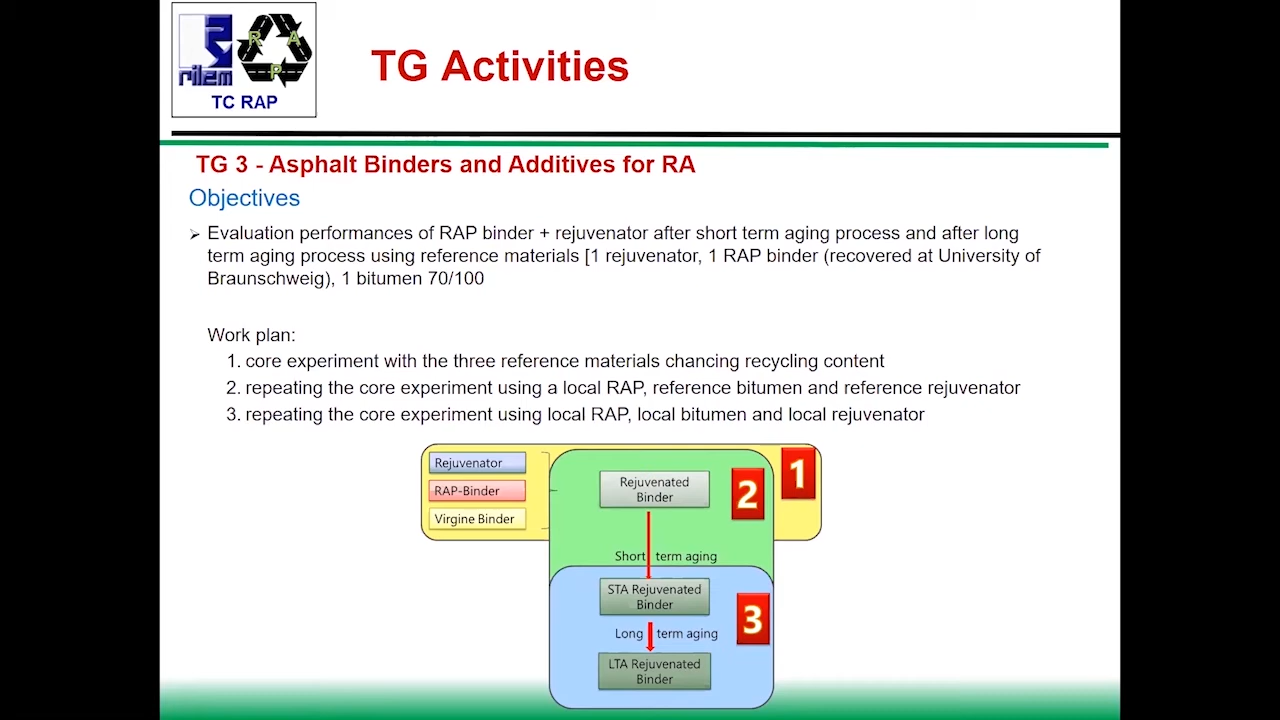 R A P
rilem
TC RAP
TG Activities
TG 3 - Asphalt Binders and Additives for RA
Objectives
➢ Evaluation performances of RAP binder + rejuvenator after short term aging process and after long
term aging process using reference materials [1 rejuvenator, 1 RAP binder (recovered at University of
Braunschweig), 1 bitumen 70/100
Work plan:
1. core experiment with the three reference materials chancing recycling content
2. repeating the core experiment using a local RAP, reference bitumen and reference rejuvenator
3. repeating the core experiment using local RAP, local bitumen and local rejuvenator
Rejuvenator
RAP-Binder
Virgine Binder
1
Rejuvenated
Binder
2
Short term aging
STA Rejuvenated
Binder
3
Long term aging
LTA Rejuvenated
Binder